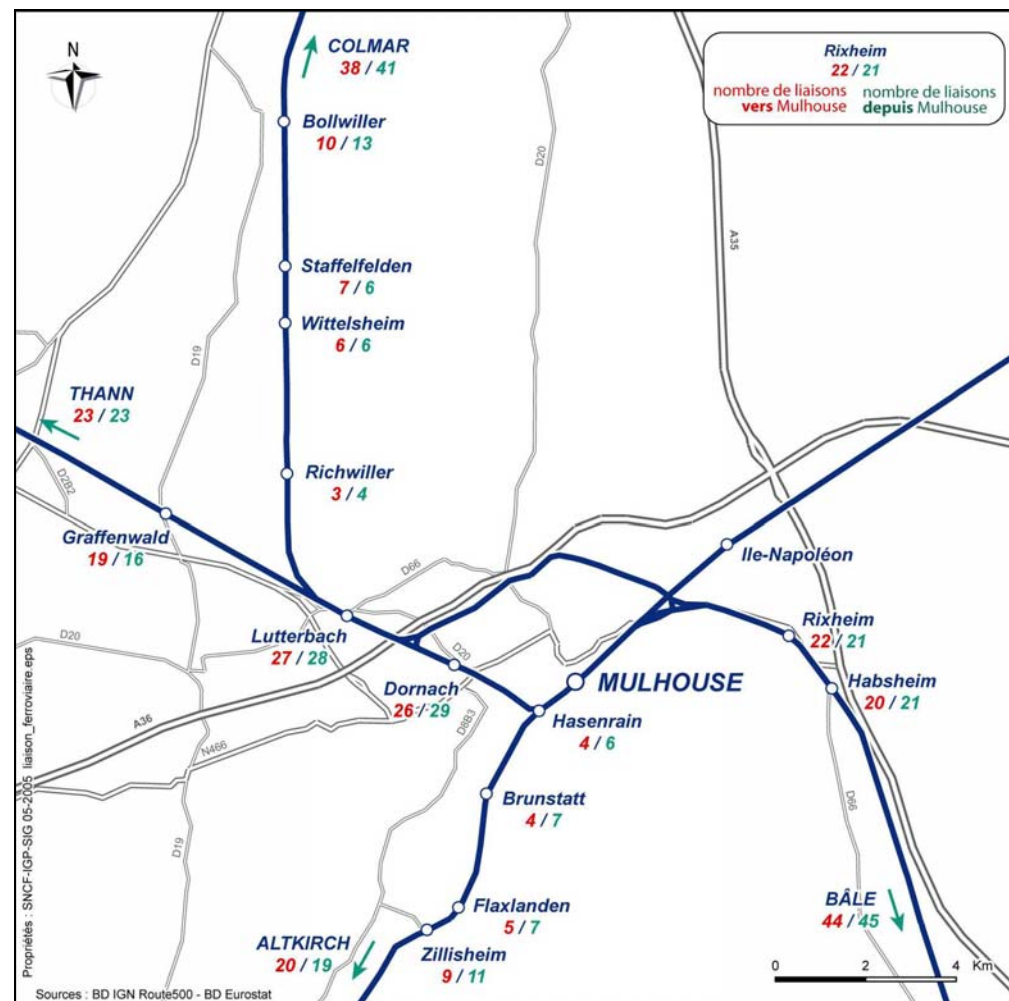 N
COLMAR
38 / 41
Rixheim
22 / 21
nombre de liaisons
vers Mulhouse
nombre de liaisons
depuis Mulhouse
Bollwiller
10 / 13
D20
A35
Staffelfelden
7 / 6
Wittelsheim
6 / 6
D19
THANN
23 / 23
Richwiller
3 / 4
D2B2
Graffenwald
19 / 16
Ile-Napoléon
D66
Lutterbach
27 / 28
D20
D20
Rixheim
22 / 21
Dornach
26 / 29
MULHOUSE
Habsheim
20 / 21
Hasenrain
4 / 6
A36
N466
D8B3
Brunstatt
4 / 7
D66
D19
Flaxlanden
5 / 7
BÂLE
44 / 45
ALTKIRCH
20 / 19
Zillisheim
9 / 11
0 2 4 Km
Propriétés : SNCF-IGP-SIG 05-2005 liaison_ferroviaire.eps
Sources : BD IGN Route500 - BD Eurostat